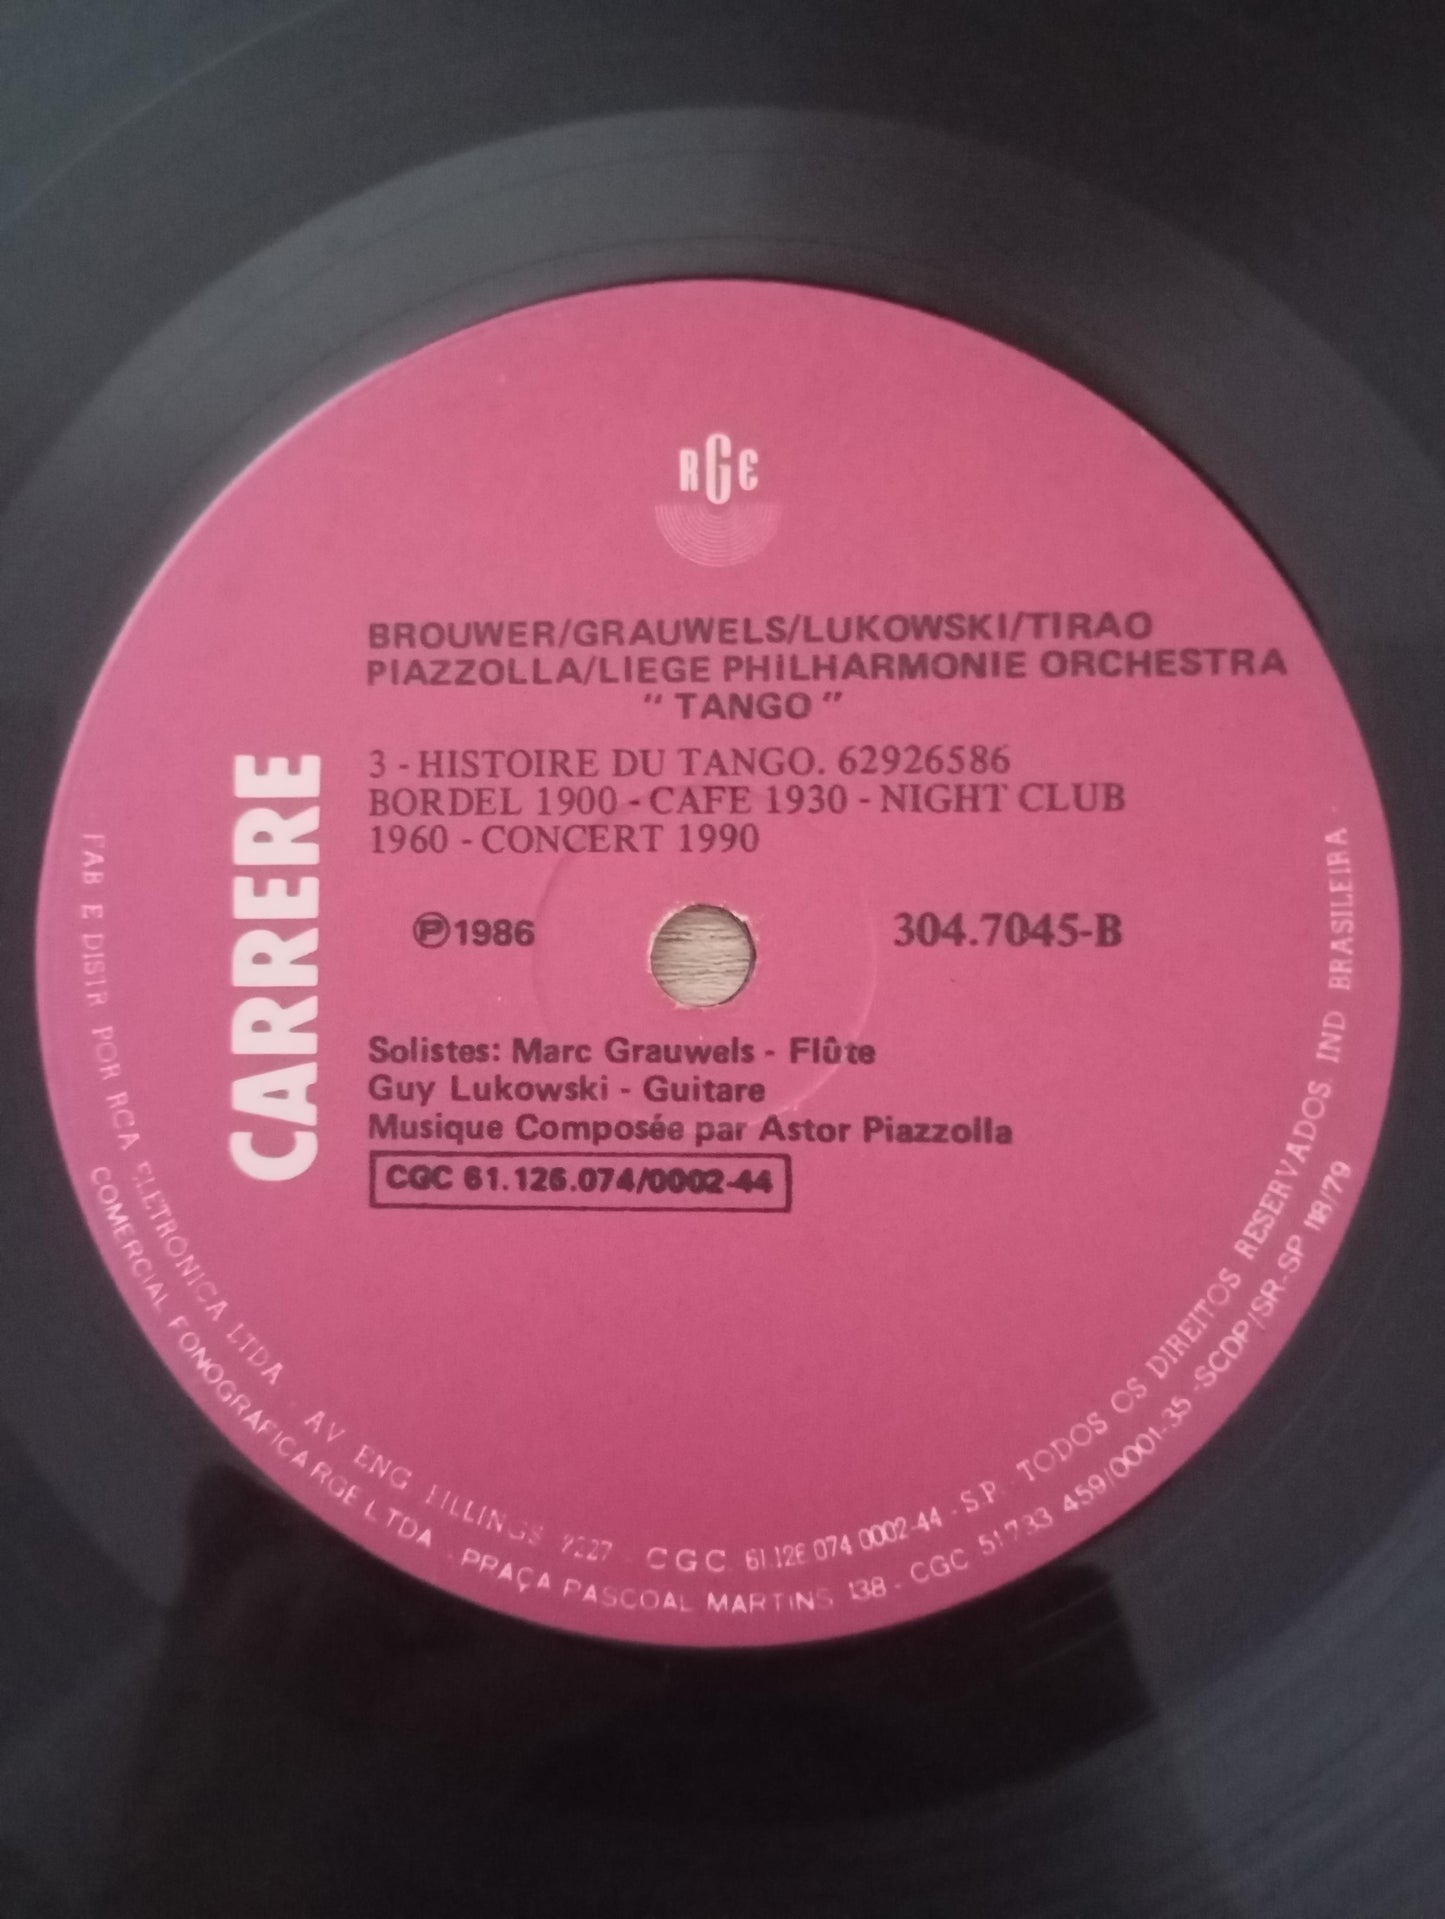 RGE
BROUWER/GRAUWELS/LUKOWSKI/TIRAO
PIAZZOLLA/LIEGE PHILHARMONIE ORCHESTRA
" TANGO "
3 - HISTOIRE DU TANGO. 62926586
BORDEL 1900 - CAFE 1930 - NIGHT CLUB
1960 - CONCERT 1990
CARRERE
℗1986
304.7045-B
Solistes: Marc Grauwels - Flûte
Guy Lukowski - Guitare
Musique Composée par Astor Piazzolla
CGC 61.126.074/0002-44
FAB E DISTR POR RCA ELETRONICA LTDA - AV ENG BILLINGS 2227 - CGC 61.126 074 0002-44 - S.P. TODOS OS DIREITOS RESERVADOS. IND BRASILEIRA
COMERCIAL FONOGRAFICA RGE LTDA - PRAÇA PASCOAL MARTINS 138 - CGC 51733 459/0001-35 - SCDP/SR-SP 118/79